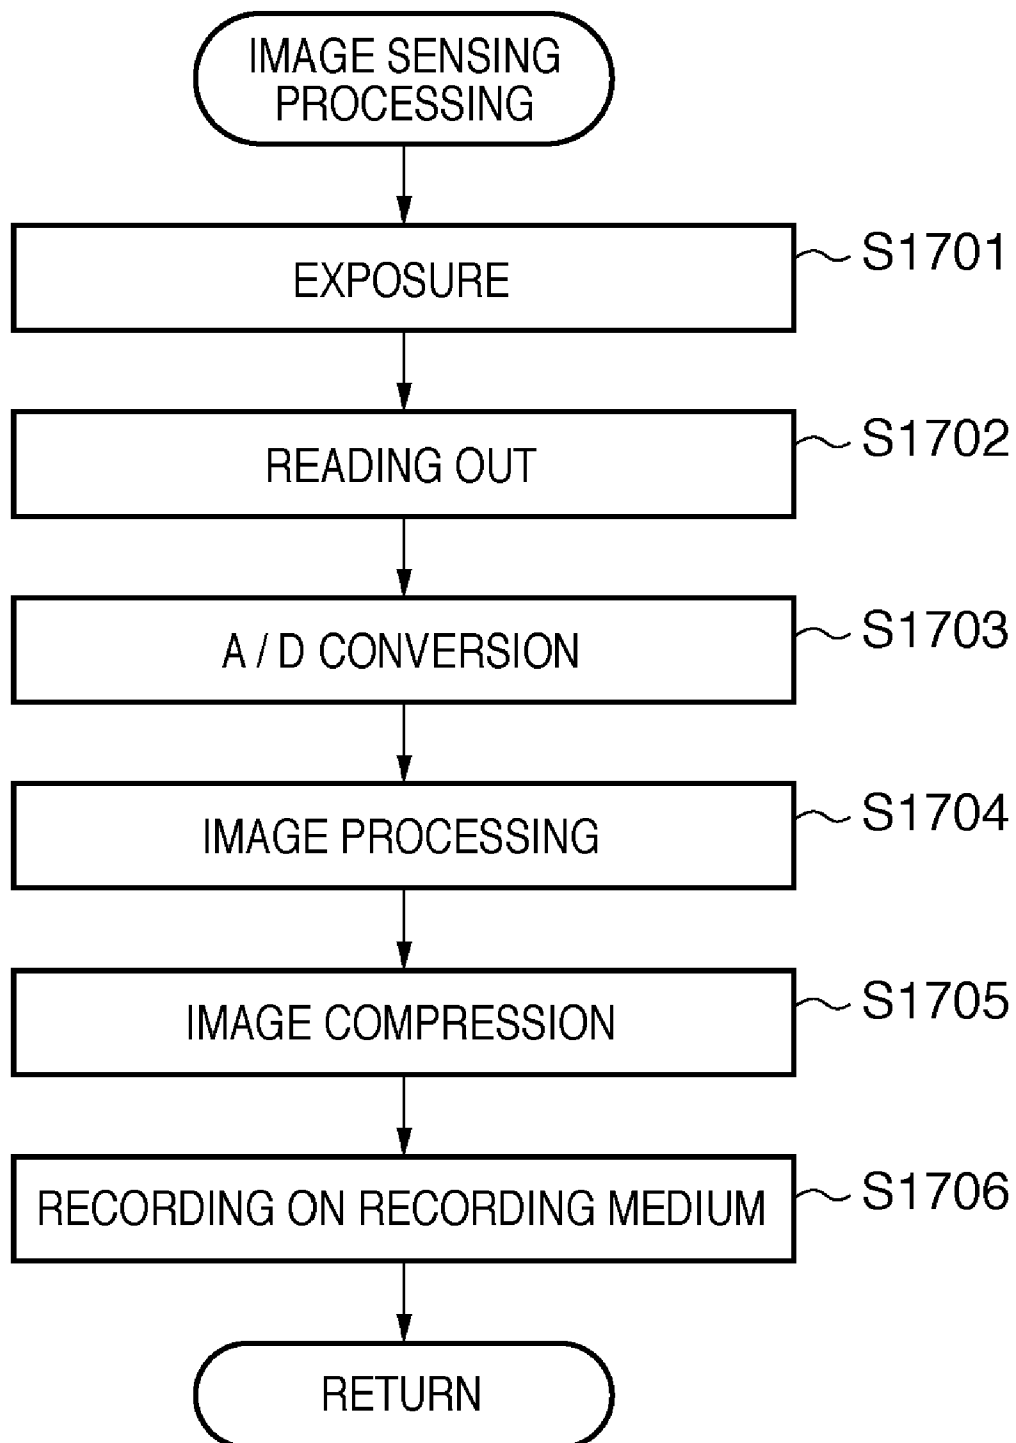 IMAGE SENSING
PROCESSING
EXPOSURE
S1701
READING OUT
S1702
A / D CONVERSION
S1703
IMAGE PROCESSING
S1704
IMAGE COMPRESSION
S1705
RECORDING ON RECORDING MEDIUM
S1706
RETURN